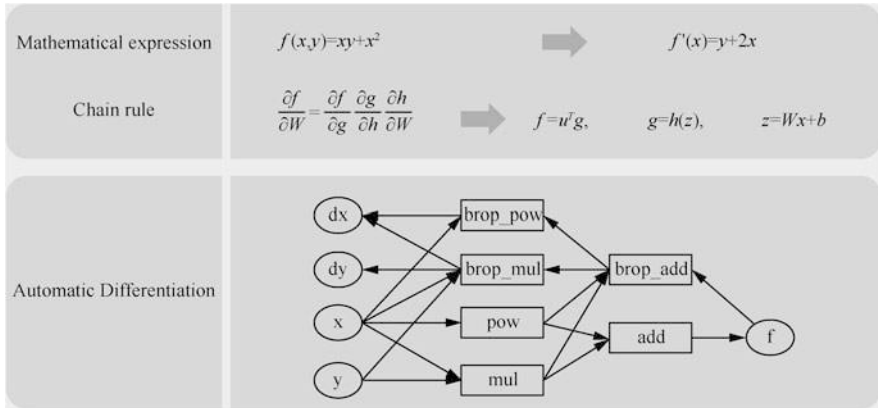 Mathematical expression f(x,y)=xy+x² f'(x)=y+2x
Chain rule ∂f/∂W = ∂f/∂g ∂g/∂h ∂h/∂W f=uᵀg, g=h(z), z=Wx+b
Automatic Differentiation
dx brop_pow
dy brop_mul brop_add
x pow add f
y mul